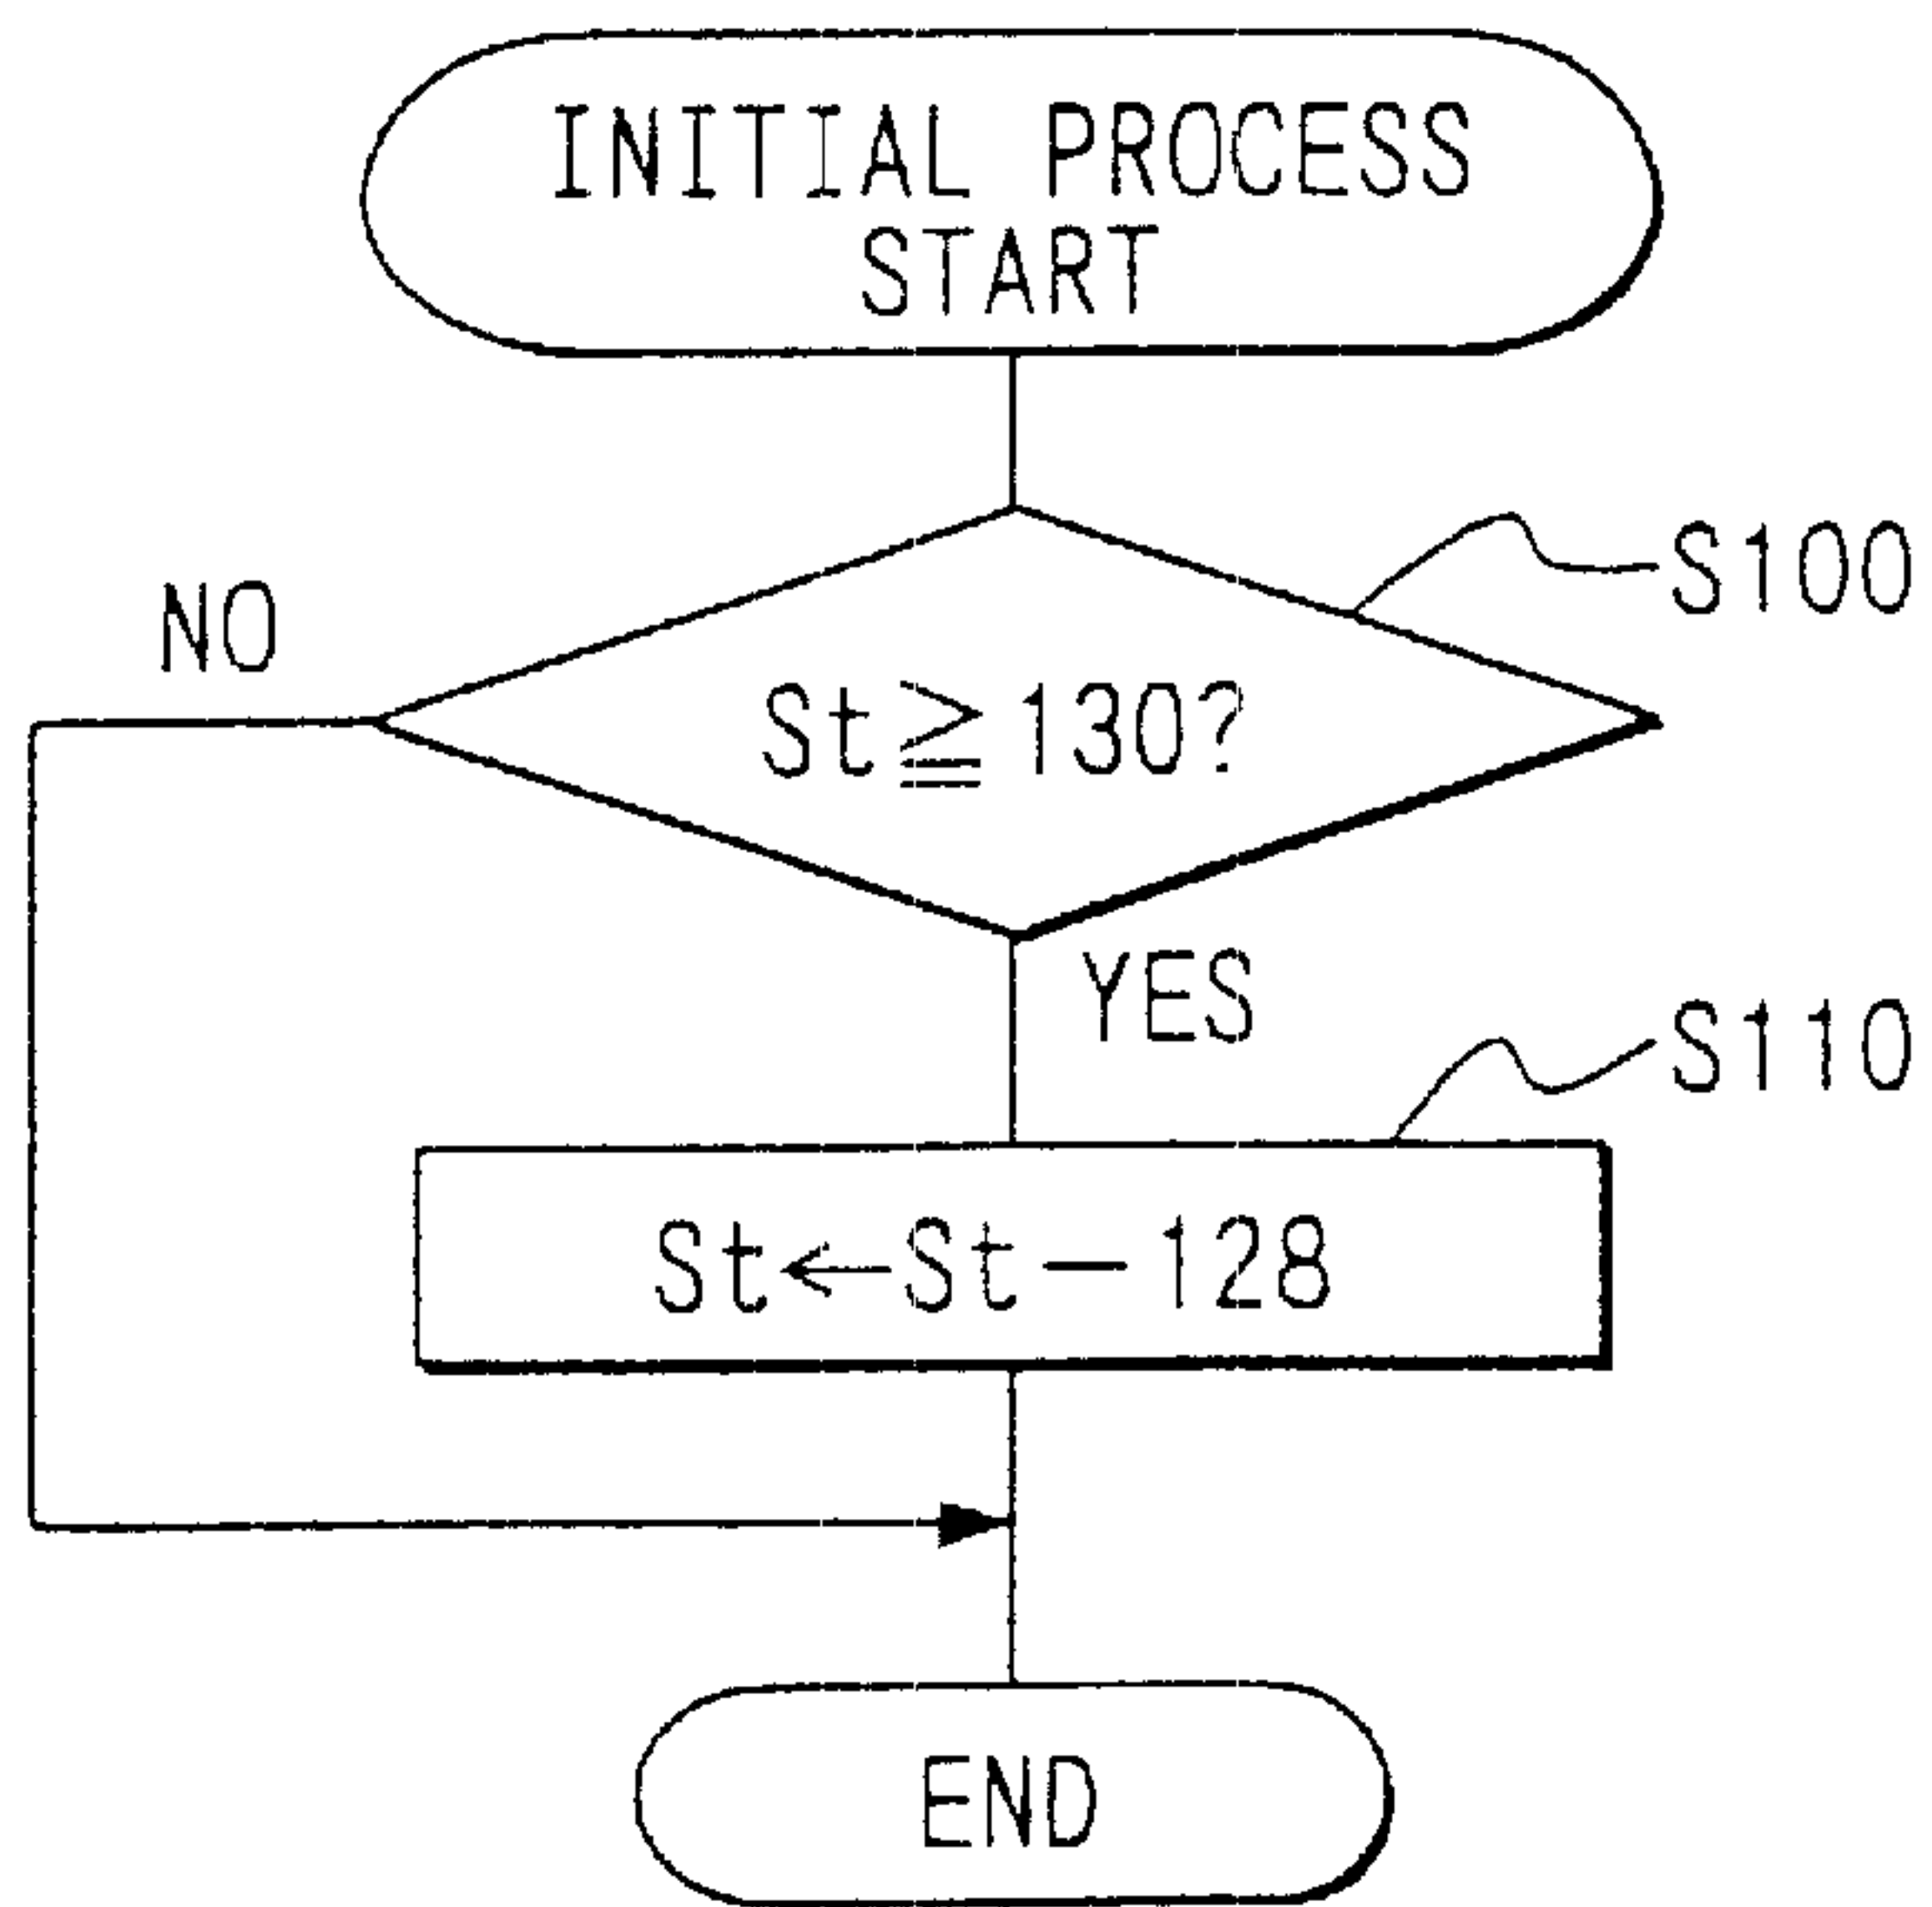 INITIAL PROCESS
START
S100
NO
St≧130?
YES
S110
St←St－128
END